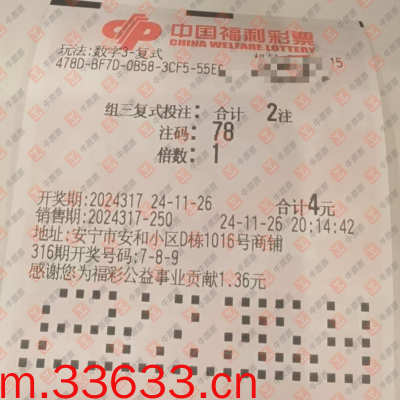 中国福利彩票
CHINA WELFARE LOTTERY
玩法:数字3-复式
478D-BF7D-0B58-3CF5-55E
15
组三复式投注: 合计 2注
注码: 78
倍数: 1
开奖期:2024317 24-11-26 合计4元
销售期:2024317-250 24-11-26 20:14:42
地址:安宁市安和小区D栋1016号商铺
316期开奖号码:7-8-9
感谢您为福彩公益事业贡献1.36元
m.33633.cn